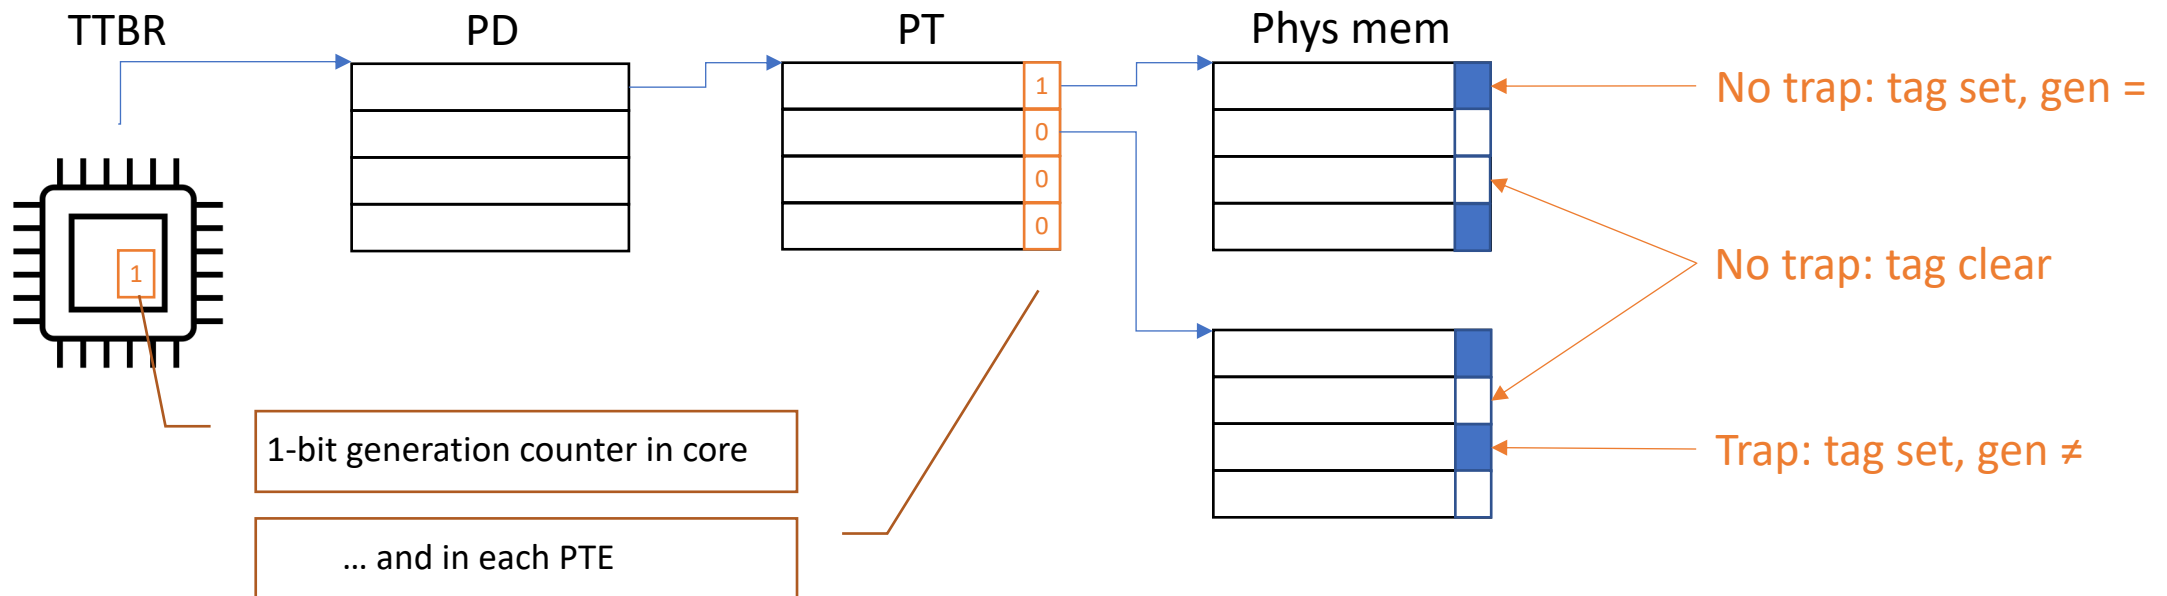 TTBR
PD
PT
Phys mem
1
0
0
0
1
No trap: tag set, gen =
No trap: tag clear
Trap: tag set, gen ≠
1-bit generation counter in core
... and in each PTE